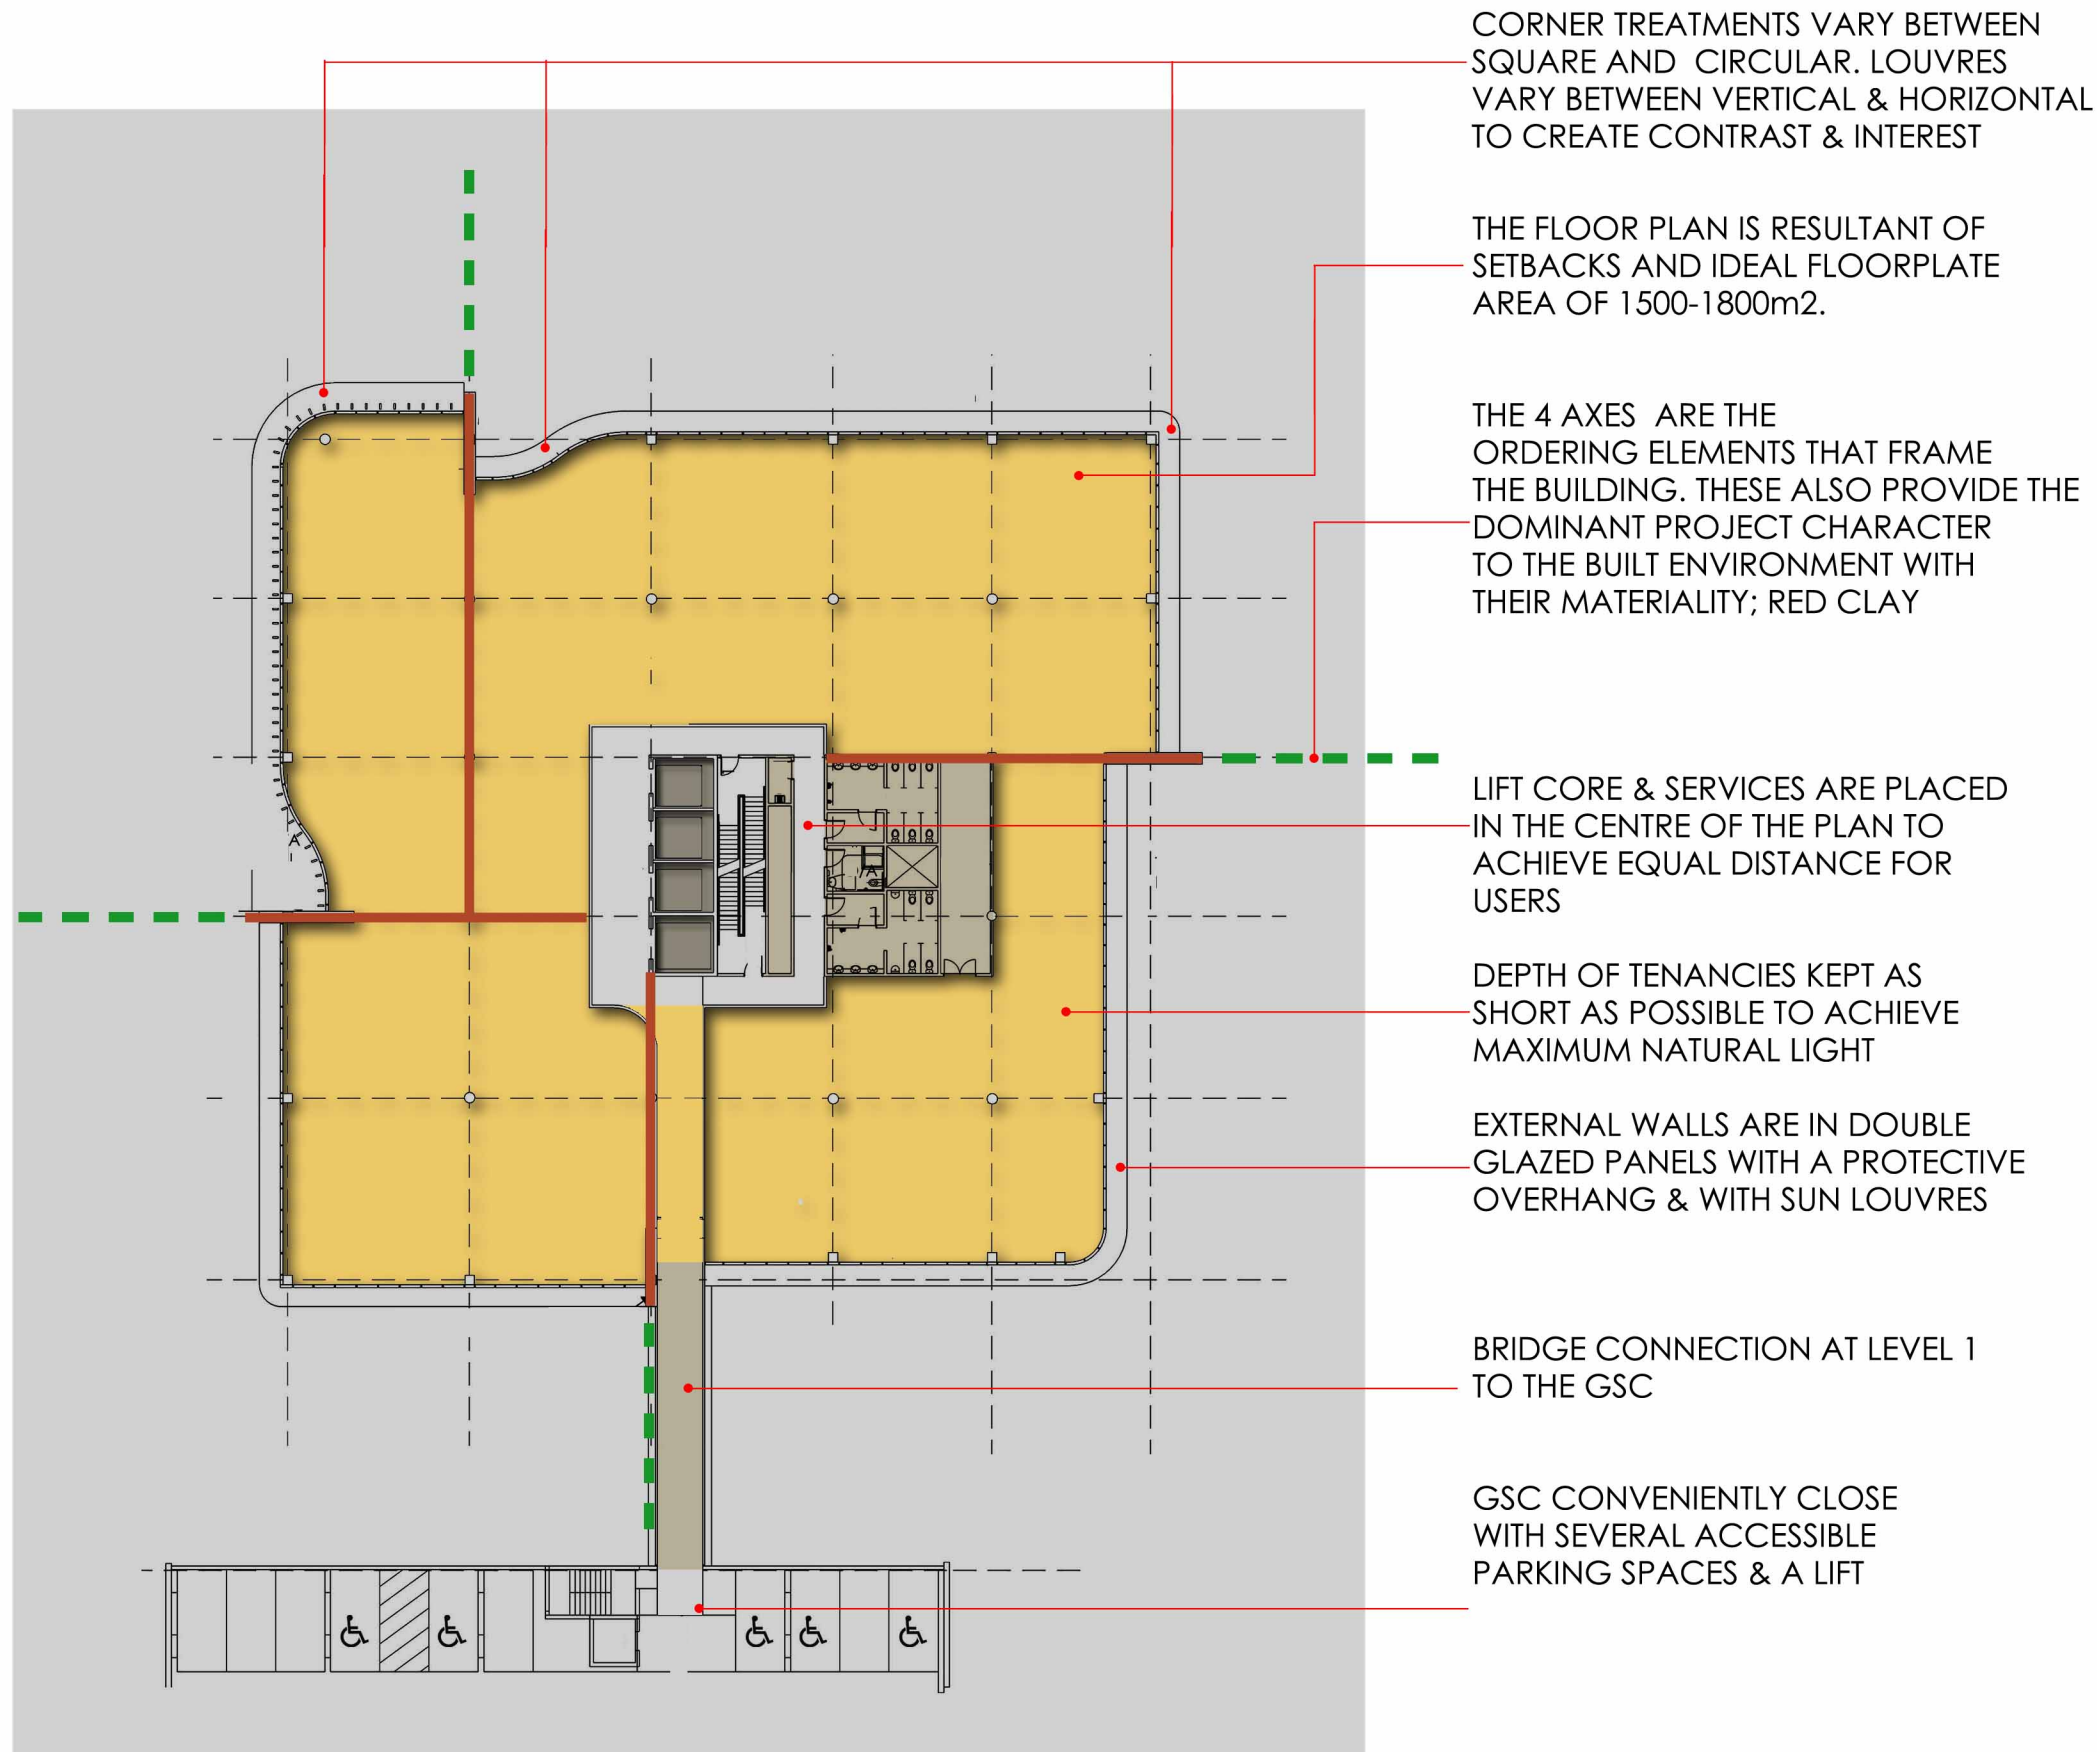 CORNER TREATMENTS VARY BETWEEN
SQUARE AND CIRCULAR. LOUVRES
VARY BETWEEN VERTICAL & HORIZONTAL
TO CREATE CONTRAST & INTEREST
THE FLOOR PLAN IS RESULTANT OF
SETBACKS AND IDEAL FLOORPLATE
AREA OF 1500-1800m2.
THE 4 AXES ARE THE
ORDERING ELEMENTS THAT FRAME
THE BUILDING. THESE ALSO PROVIDE THE
DOMINANT PROJECT CHARACTER
TO THE BUILT ENVIRONMENT WITH
THEIR MATERIALITY; RED CLAY
LIFT CORE & SERVICES ARE PLACED
IN THE CENTRE OF THE PLAN TO
ACHIEVE EQUAL DISTANCE FOR
USERS
DEPTH OF TENANCIES KEPT AS
SHORT AS POSSIBLE TO ACHIEVE
MAXIMUM NATURAL LIGHT
EXTERNAL WALLS ARE IN DOUBLE
GLAZED PANELS WITH A PROTECTIVE
OVERHANG & WITH SUN LOUVRES
BRIDGE CONNECTION AT LEVEL 1
TO THE GSC
GSC CONVENIENTLY CLOSE
WITH SEVERAL ACCESSIBLE
PARKING SPACES & A LIFT
A
A